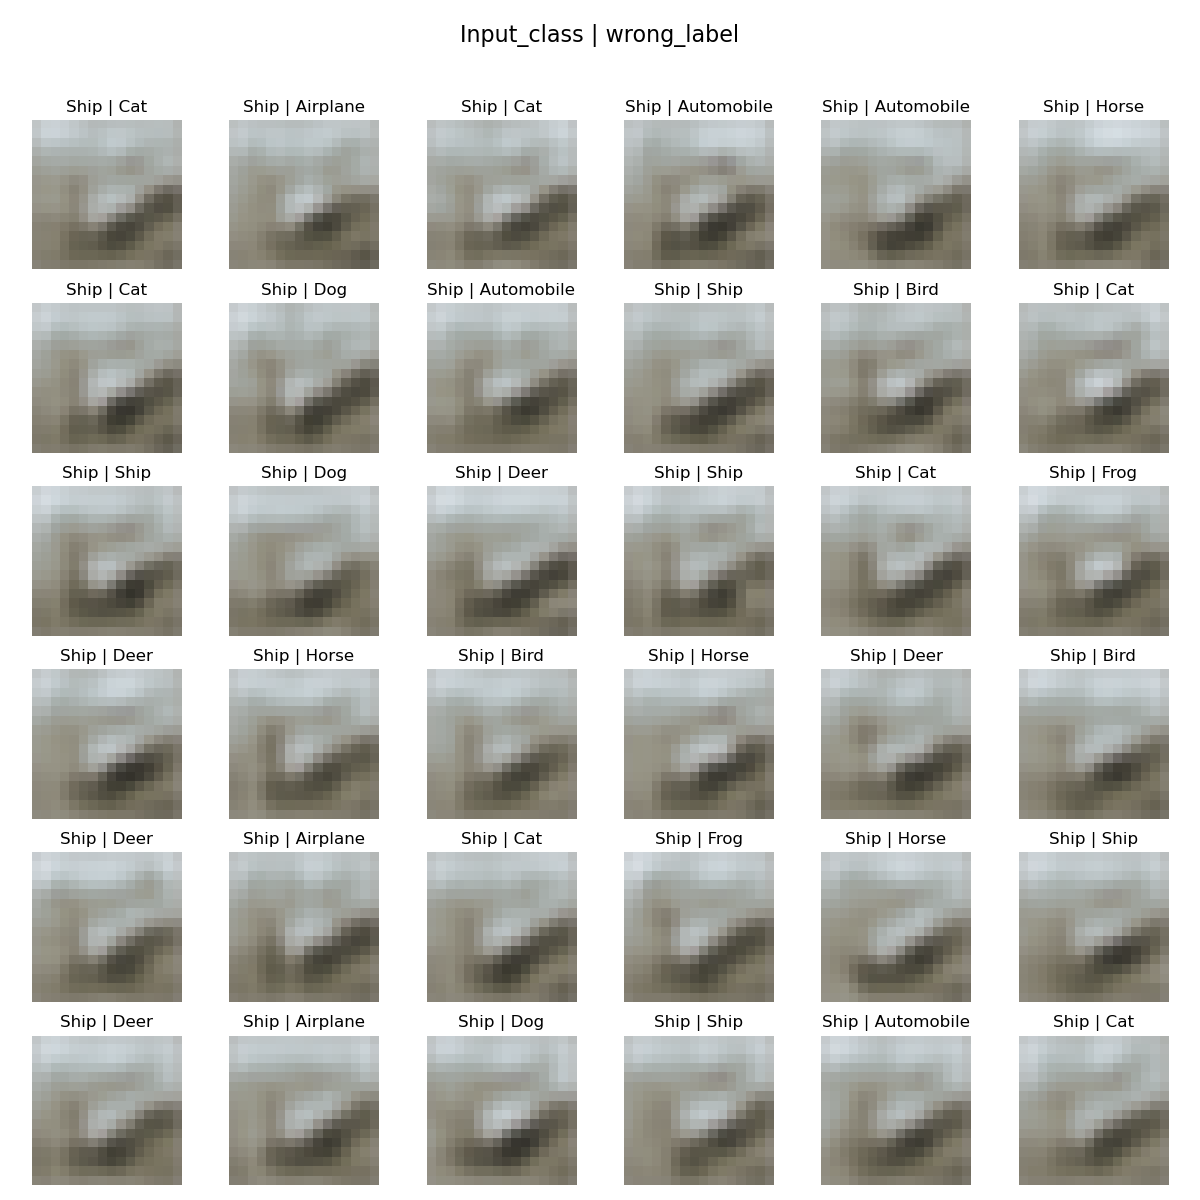 Input_class | wrong_label
Ship | Cat
Ship | Airplane
Ship | Cat
Ship | Automobile
Ship | Automobile
Ship | Horse
Ship | Cat
Ship | Dog
Ship | Automobile
Ship | Ship
Ship | Bird
Ship | Cat
Ship | Ship
Ship | Dog
Ship | Deer
Ship | Ship
Ship | Cat
Ship | Frog
Ship | Deer
Ship | Horse
Ship | Bird
Ship | Horse
Ship | Deer
Ship | Bird
Ship | Deer
Ship | Airplane
Ship | Cat
Ship | Frog
Ship | Horse
Ship | Ship
Ship | Deer
Ship | Airplane
Ship | Dog
Ship | Ship
Ship | Automobile
Ship | Cat